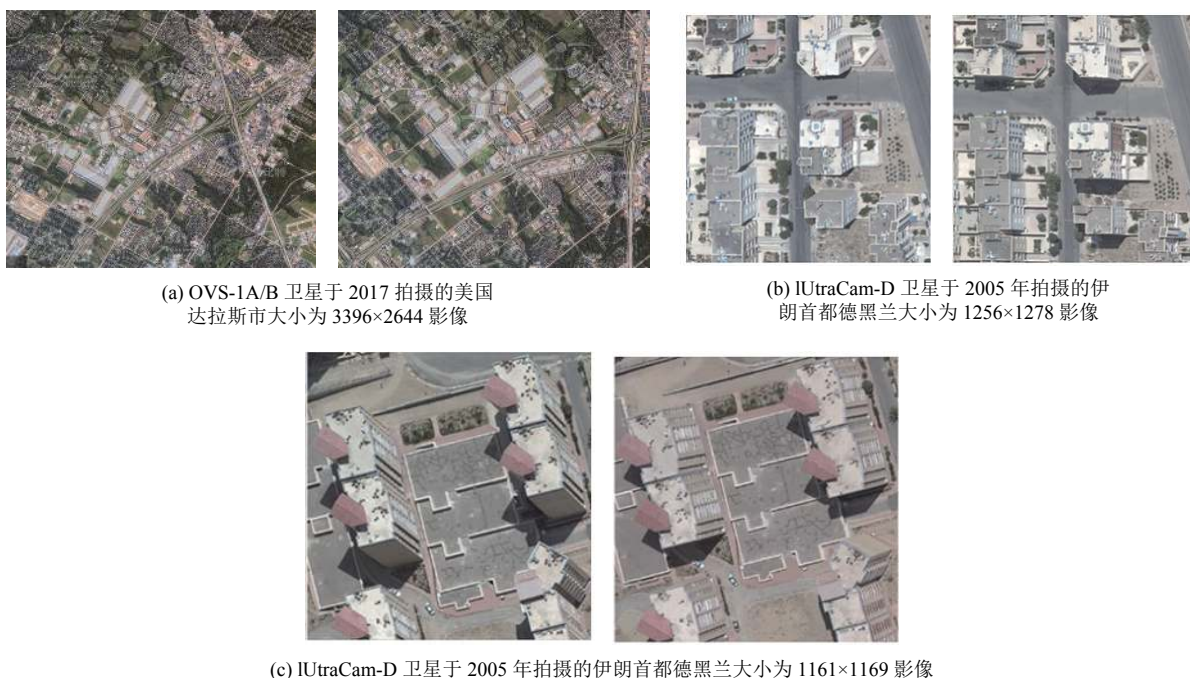 (a) OVS-1A/B 卫星于 2017 拍摄的美国
达拉斯市大小为 3396×2644 影像
(b) lUtraCam-D 卫星于 2005 年拍摄的伊
朗首都德黑兰大小为 1256×1278 影像
(c) lUtraCam-D 卫星于 2005 年拍摄的伊朗首都德黑兰大小为 1161×1169 影像